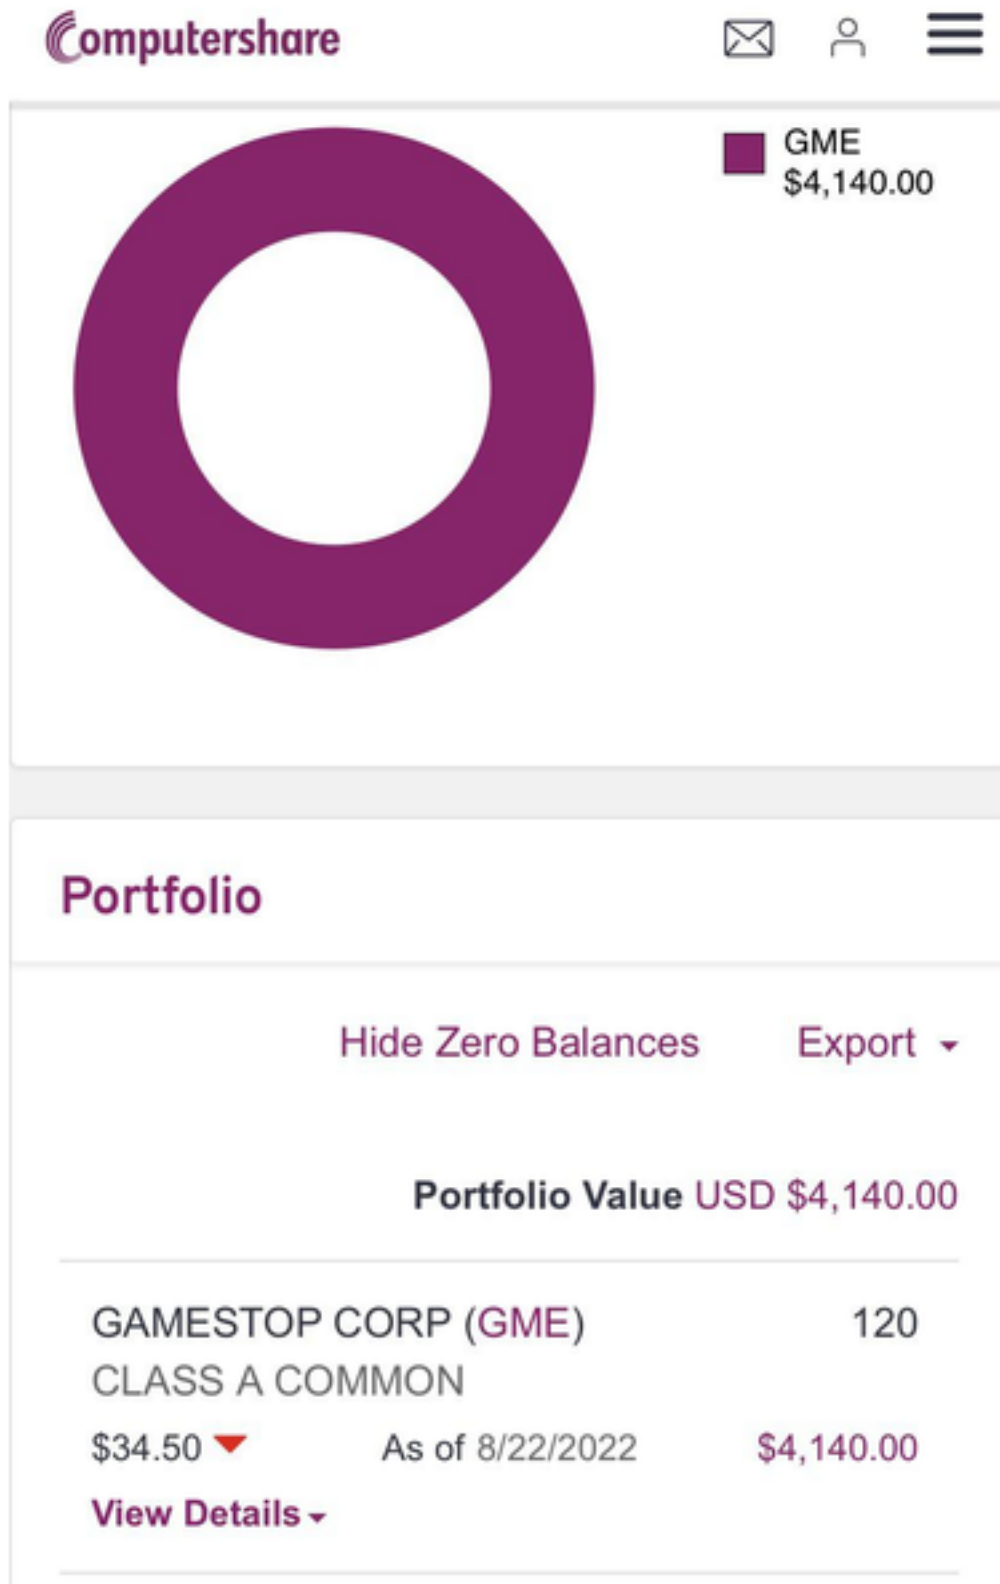 Computershare
GME
$4,140.00
Portfolio
Hide Zero Balances Export
Portfolio Value USD $4,140.00
GAMESTOP CORP (GME) 120
CLASS A COMMON
$34.50 As of 8/22/2022 $4,140.00
View Details